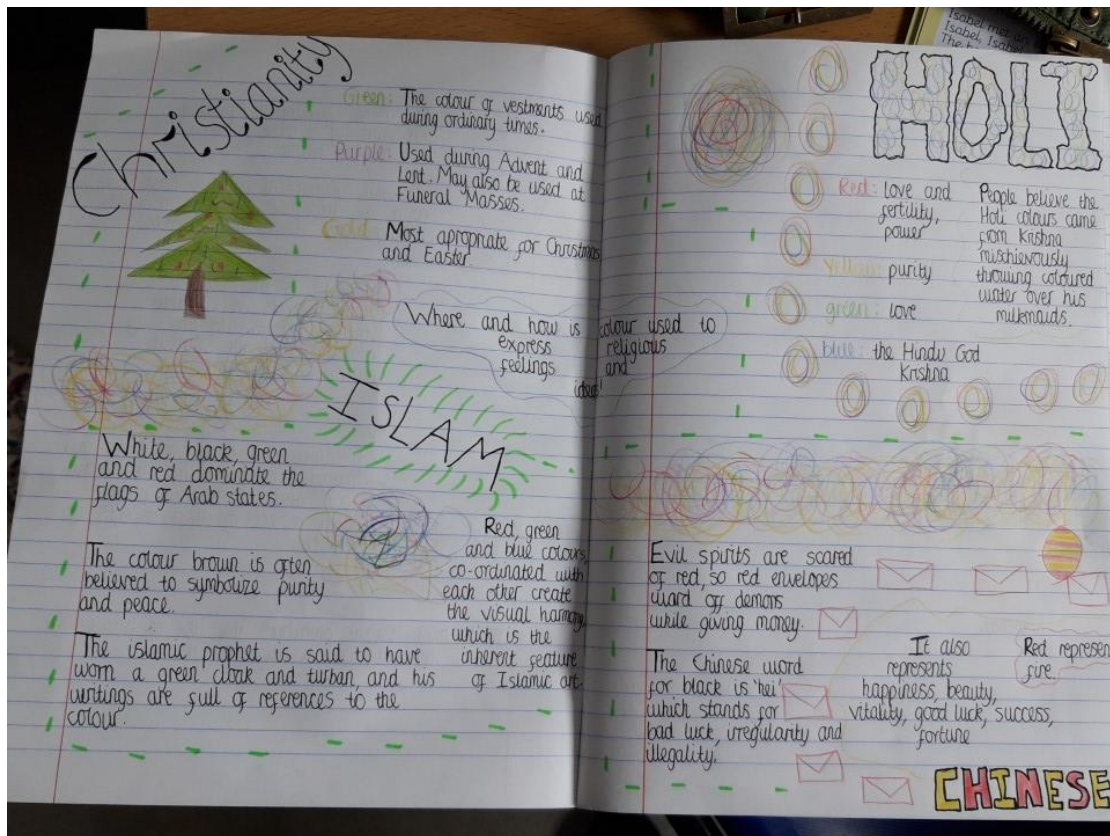 Christianity
Green: The colour of vestments used
during ordinary times.
Purple: Used during Advent and
Lent. May also be used at
Funeral Masses.
Gold: Most apropriate for Christmas
and Easter.
Where and how is colour used to
express religious
feelings and
ideas?
ISLAM
White, black, green
and red dominate the
flags of Arab states.
The colour brown is often
believed to symbolize purity
and peace.
The islamic prophet is said to have
worn a green cloak and turban, and his
writings are full of references to the
colour.
Red, green
and blue colours,
co-ordinated with
each other create
the visual harmony,
which is the
inherent feature
of Islamic art.
HOLI
Red: love and
fertility,
power
Yellow: purity
green: love
blue: the Hindu God
Krishna
People believe the
Holi colours came
from Krishna
mischievously
throwing coloured
water over his
milkmaids.
Evil spirits are scared
of red, so red envelopes
ward off demons
while giving money.
The Chinese word
for black is 'hei'
which stands for
bad luck, irregularity and
illegality.
It also
represents
happiness, beauty,
vitality, good luck, success,
fortune
Red represen
fire.
CHINESE
Isabel met an
Isabel, Isabe